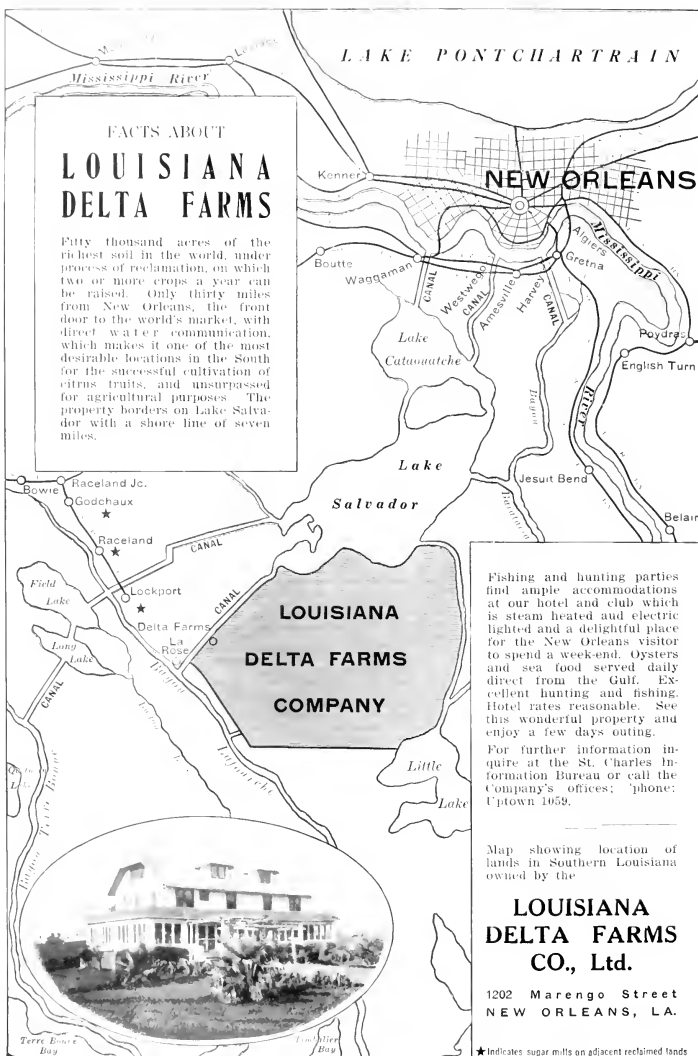 LAKE PONTCHARTRAIN
Mississippi River
FACTS ABOUT
LOUISIANA
DELTA FARMS
Fifty thousand acres of the
richest soil in the world, under
process of reclamation, on which
two or more crops a year can
be raised. Only thirty miles
from New Orleans, the front
door to the world's market, with
direct water communication,
which makes it one of the most
desirable locations in the South
for the successful cultivation of
citrus fruits, and unsurpassed
for agricultural purposes The
property borders on Lake Salva-
dor with a shore line of seven
miles.
Kenner
NEW ORLEANS
Mississippi
River
Algiers
Gretna
Boutte
Waggaman
CANAL
Westwego
CANAL
Amesville
Harvey
CANAL
Poydras
English Turn
Lake
Cataouatche
Bayou
Barataria
Jesuit Bend
Belair
Lake
Salvador
Bowie
Raceland Jc.
Godchaux
Raceland
CANAL
Lockport
CANAL
Delta Farms
La
Rose
Field
Lake
Long
Lake
CANAL
Bayou
Lafourche
Bayou Terre Bonne
LOUISIANA
DELTA FARMS
COMPANY
Little
Lake
Fishing and hunting parties
find ample accommodations
at our hotel and club which
is steam heated aud electric
lighted and a delightful place
for the New Orleans visitor
to spend a week-end. Oysters
and sea food served daily
direct from the Gulf. Ex-
cellent hunting and fishing.
Hotel rates reasonable. See
this wonderful property and
enjoy a few days outing.
For further information in-
quire at the St. Charles In-
formation Bureau or call the
Company's offices; 'phone:
Uptown 1059.
Map showing location of
lands in Southern Louisiana
owned by the
LOUISIANA
DELTA FARMS
CO., Ltd.
1202 Marengo Street
NEW ORLEANS, LA.
★ Indicates sugar mills on adjacent reclaimed lands
Terre Bonne
Bay
Bay